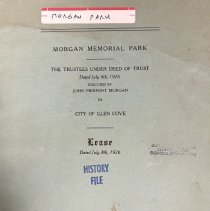 MORGAN PARK
MORGAN MEMORIAL PARK
THE TRUSTEES UNDER DEED OF TRUST
Dated July 8th, 1926
EXECUTED BY
JOHN PIERPONT MORGAN
TO
CITY OF GLEN COVE
Lease
Dated July 8th, 1926
HISTORY
FILE